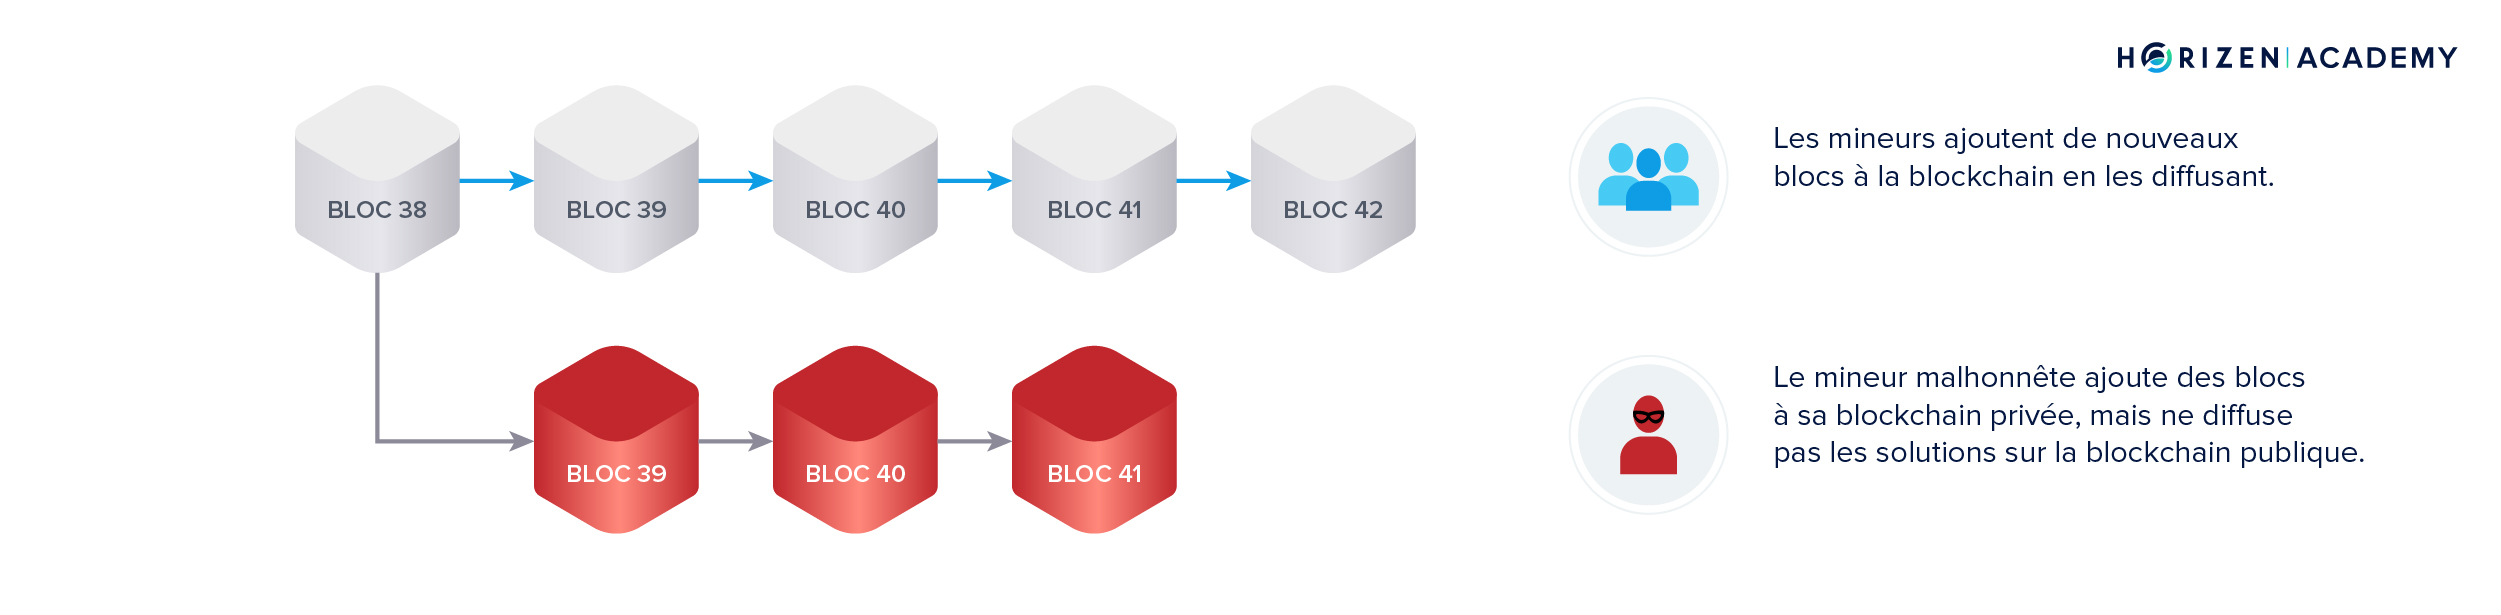 HORIZEN | ACADEMY
BLOC 38
BLOC 39
BLOC 40
BLOC 41
BLOC 42
Les mineurs ajoutent de nouveaux
blocs à la blockchain en les diffusant.
BLOC 39
BLOC 40
BLOC 41
Le mineur malhonnête ajoute des blocs
à sa blockchain privée, mais ne diffuse
pas les solutions sur la blockchain publique.